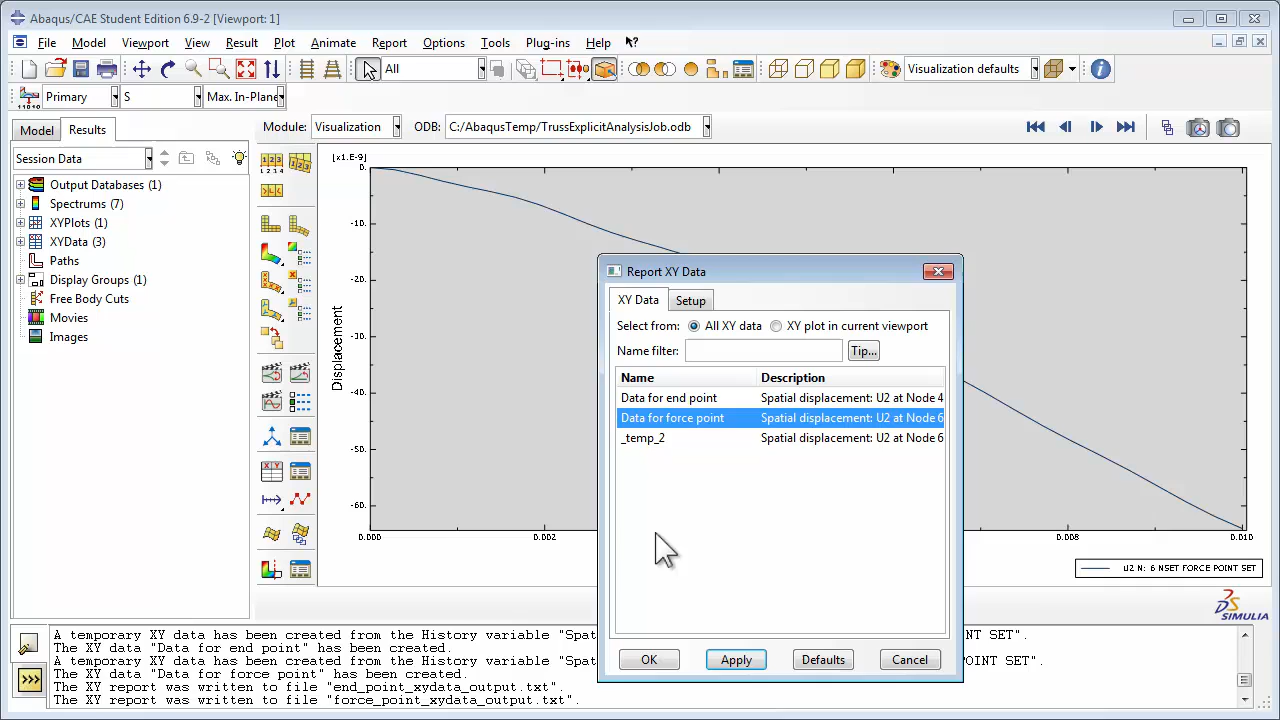 Abaqus/CAE Student Edition 6.9-2 [Viewport: 1]
File Model Viewport View Result Plot Animate Report Options Tools Plug-ins Help ?
All Visualization defaults
Primary S Max. In-Plane
Model Results Module: Visualization ODB: C:/AbaqusTemp/TrussExplicitAnalysisJob.odb
Session Data
Output Databases (1)
Spectrums (7)
XYPlots (1)
XYData (3)
Paths
Display Groups (1)
Free Body Cuts
Movies
Images
[x1.E-9]
0.
-10.
-20.
-30.
-40.
-50.
-60.
Displacement
0.000 0.002 0.008 0.010
U2 N: 6 NSET FORCE POINT SET
Report XY Data
XY Data Setup
Select from: All XY data XY plot in current viewport
Name filter: Tip...
Name Description
Data for end point Spatial displacement: U2 at Node 4
Data for force point Spatial displacement: U2 at Node 6
_temp_2 Spatial displacement: U2 at Node 6
OK Apply Defaults Cancel
SIMULIA
A temporary XY data has been created from the History variable "Spat POINT SET".
The XY data "Data for end point" has been created.
A temporary XY data has been created from the History variable "Spat E POINT SET".
The XY data "Data for force point" has been created.
The XY report was written to file "end_point_xydata_output.txt".
The XY report was written to file "force_point_xydata_output.txt".
>>>